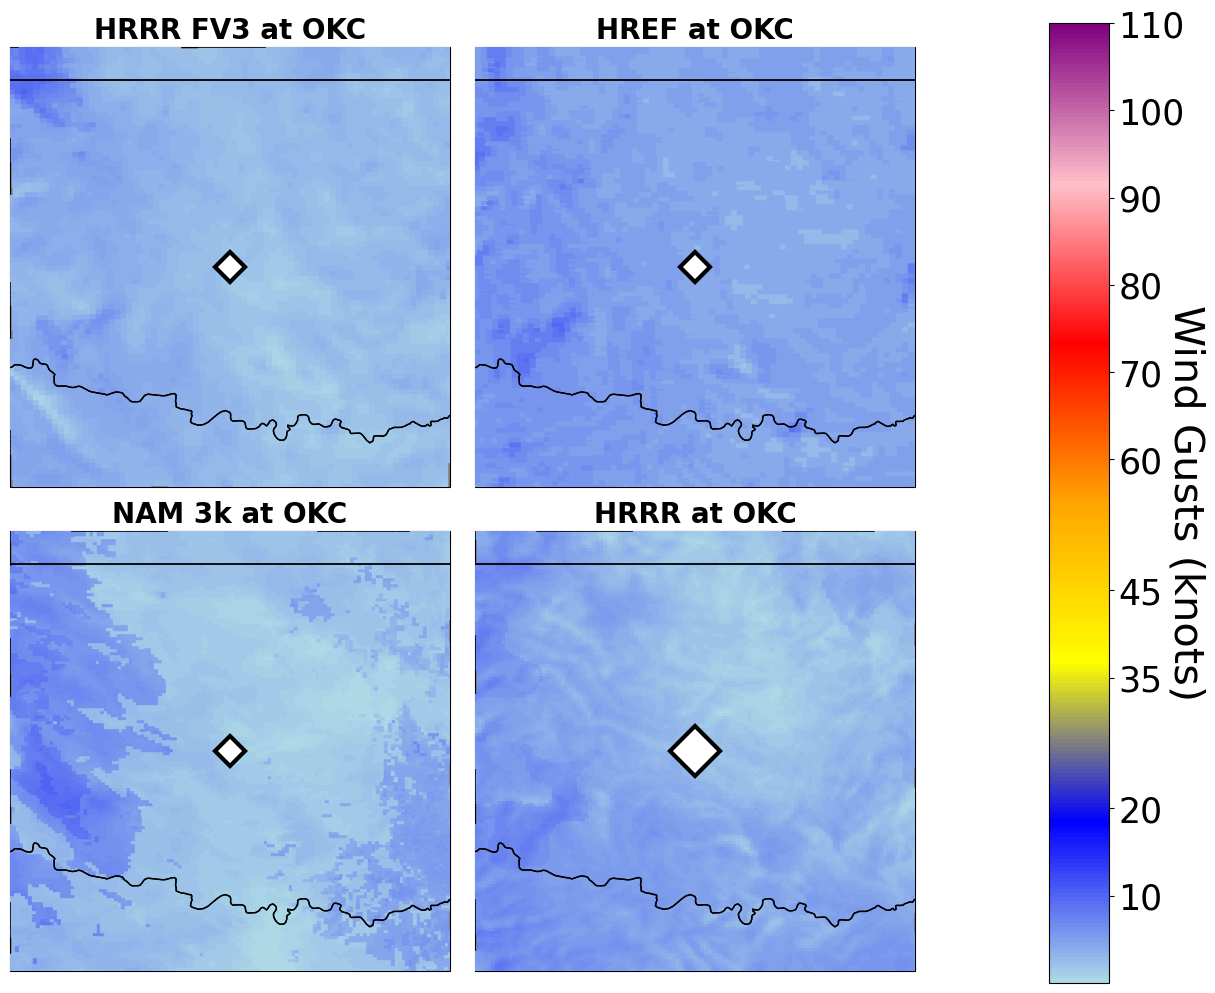 HRRR FV3 at OKC
HREF at OKC
NAM 3k at OKC
HRRR at OKC
110
100
90
80
70
60
45
35
20
10
Wind Gusts (knots)